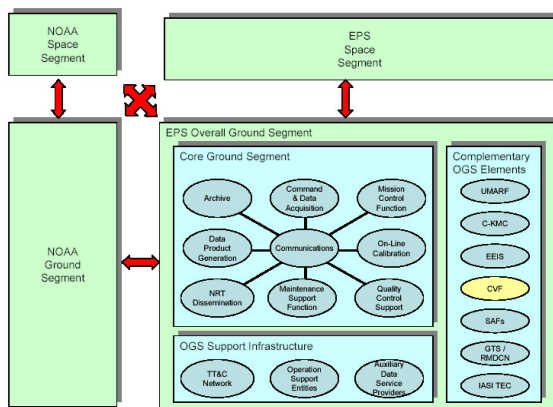 NOAA
Space
Segment
EPS
Space
Segment
NOAA
Ground
Segment
EPS Overall Ground Segment
Core Ground Segment
Archive
Command
& Data
Acquisition
Mission
Control
Function
Data
Product
Generation
Communications
On-Line
Calibration
NRT
Dissemination
Maintenance
Support
Function
Quality
Control
Support
OGS Support Infrastructure
TT&C
Network
Operation
Support
Entities
Auxiliary
Data
Service
Providers
Complementary
OGS Elements
UMARF
C-KMC
EEIS
CVF
SAFs
GTS /
RMDCN
IASI TEC